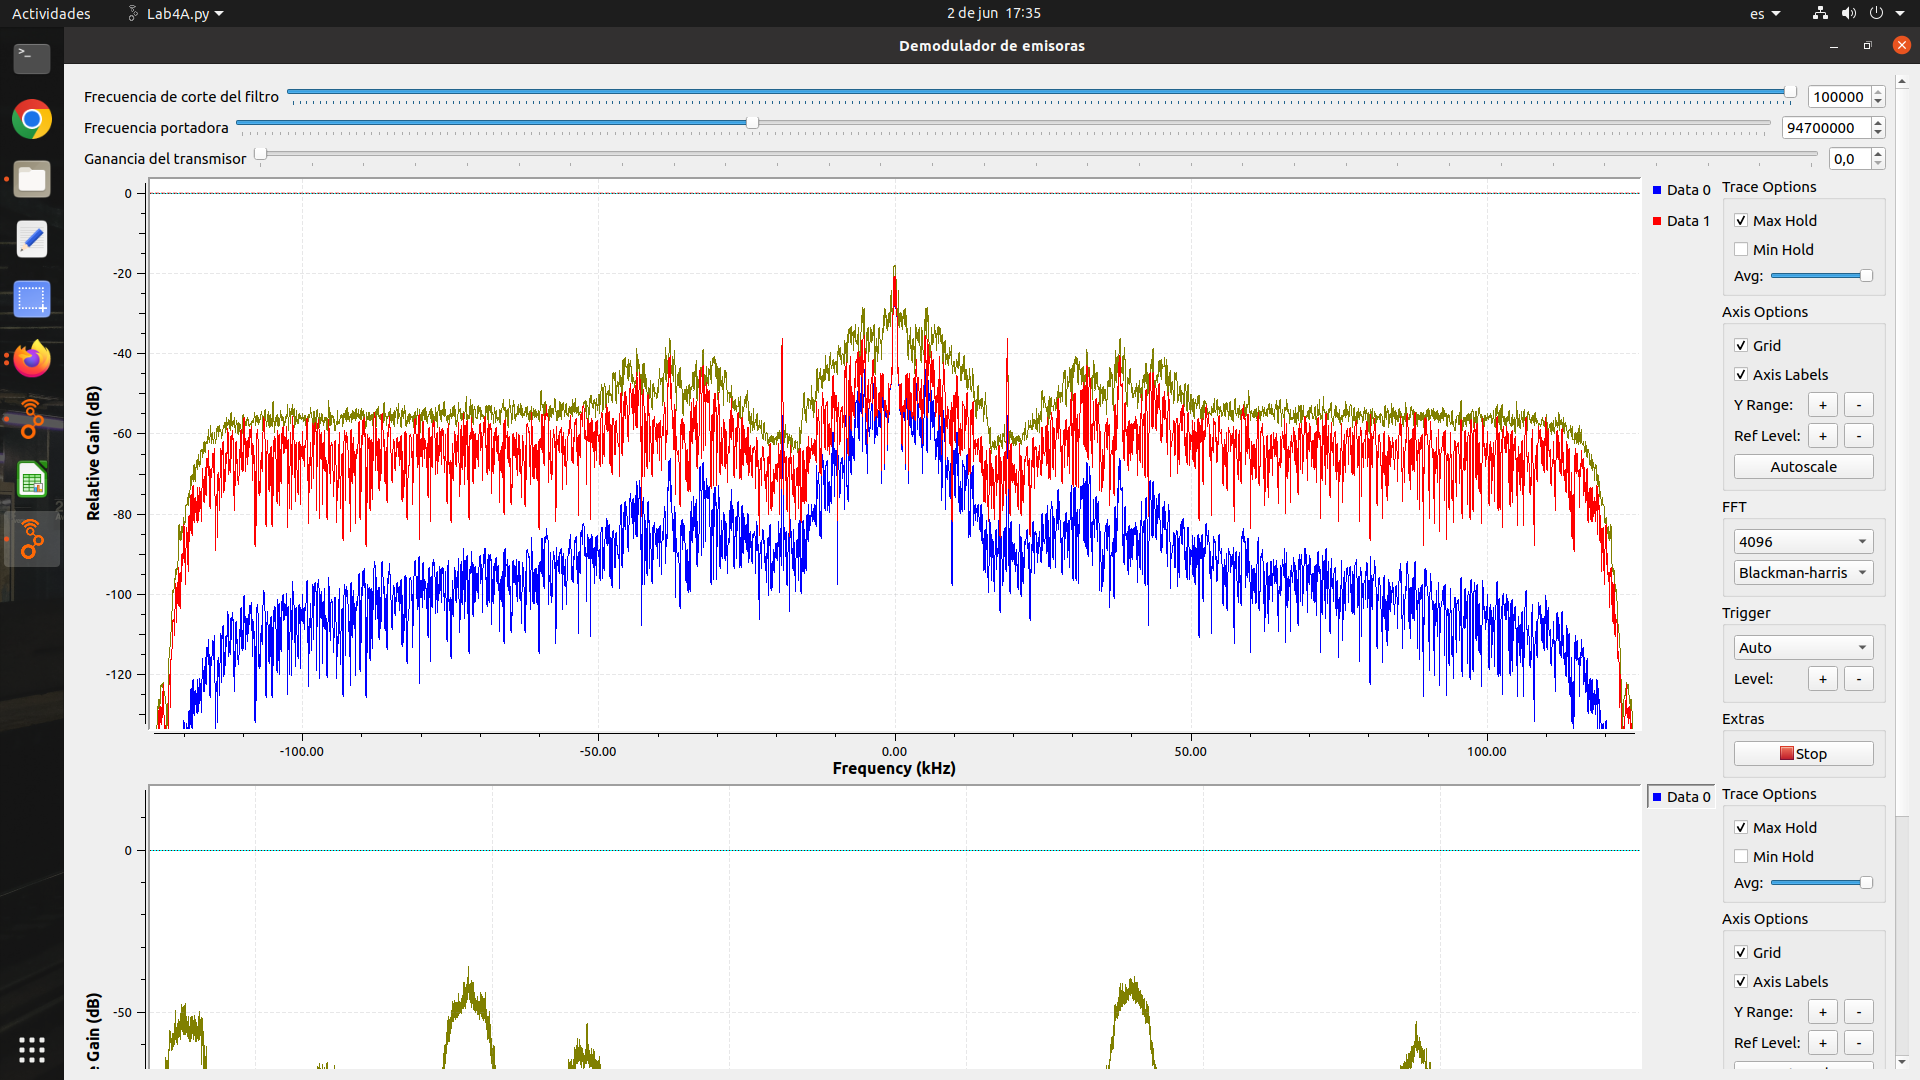 Actividades
Lab4A.py
2 de jun 17:35
es
Demodulador de emisoras
Frecuencia de corte del filtro
100000
Frecuencia portadora
94700000
Ganancia del transmisor
0,0
0
-20
-40
-60
-80
-100
-120
Relative Gain (dB)
-100.00
-50.00
0.00
50.00
100.00
Frequency (kHz)
Data 0
Data 1
Trace Options
Max Hold
Min Hold
Avg:
Axis Options
Grid
Axis Labels
Y Range:
+
-
Ref Level:
+
-
Autoscale
FFT
4096
Blackman-harris
Trigger
Auto
Level:
+
-
Extras
Stop
0
-50
Gain (dB)
Data 0
Trace Options
Max Hold
Min Hold
Avg:
Axis Options
Grid
Axis Labels
Y Range:
+
-
Ref Level:
+
-